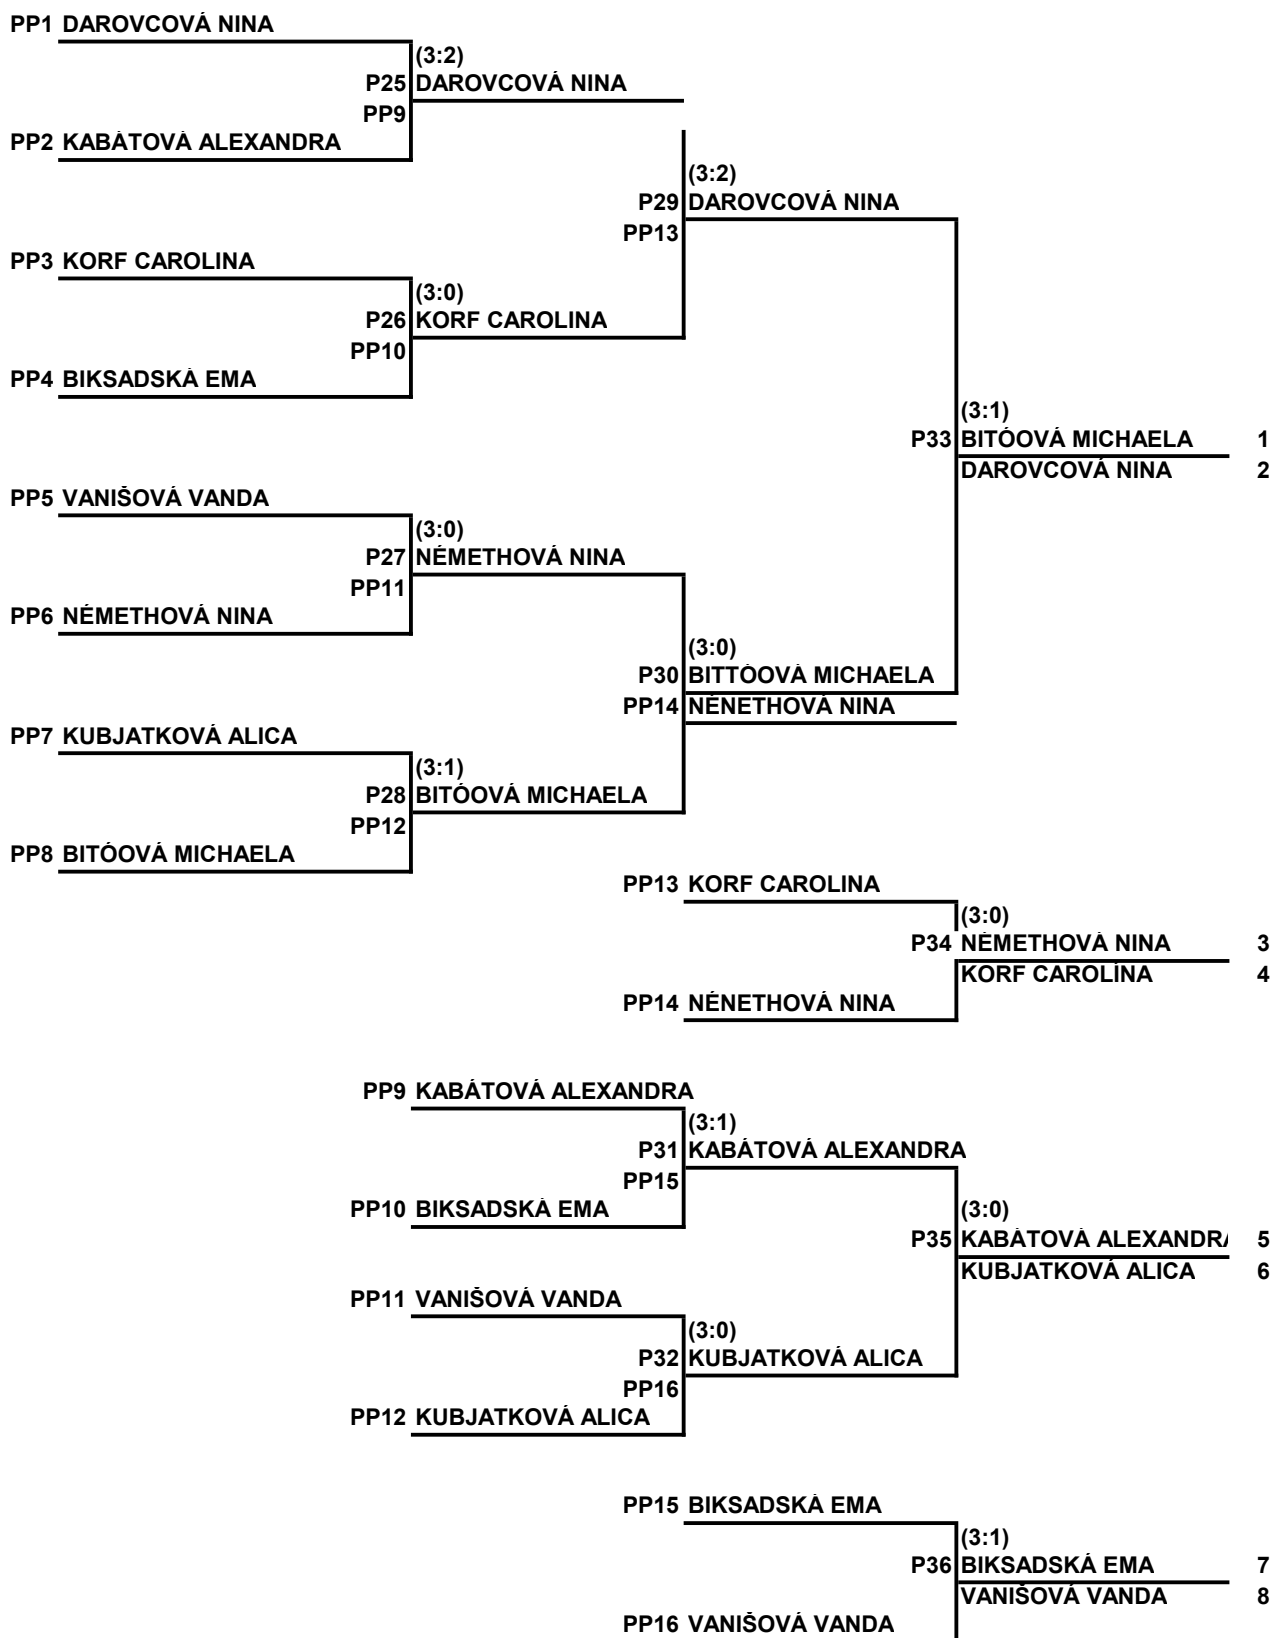 PP1 DAROVCOVÁ NINA
(3:2)
P25 DAROVCOVÁ NINA
PP9
PP2 KABÁTOVÁ ALEXANDRA
(3:2)
P29 DAROVCOVÁ NINA
PP13
PP3 KORF CAROLINA
(3:0)
P26 KORF CAROLINA
PP10
PP4 BIKSADSKÁ EMA
(3:1)
P33 BITÓOVÁ MICHAELA 1
DAROVCOVÁ NINA 2
PP5 VANIŠOVÁ VANDA
(3:0)
P27 NÉMETHOVÁ NINA
PP11
PP6 NÉMETHOVÁ NINA
(3:0)
P30 BITTÓOVÁ MICHAELA
PP14 NÉNETHOVÁ NINA
PP7 KUBJATKOVÁ ALICA
(3:1)
P28 BITÓOVÁ MICHAELA
PP12
PP8 BITÓOVÁ MICHAELA
PP13 KORF CAROLINA
(3:0)
P34 NÉMETHOVÁ NINA 3
KORF CAROLINA 4
PP14 NÉNETHOVÁ NINA
PP9 KABÁTOVÁ ALEXANDRA
(3:1)
P31 KABÁTOVÁ ALEXANDRA
PP15
PP10 BIKSADSKÁ EMA
(3:0)
P35 KABÁTOVÁ ALEXANDRA 5
KUBJATKOVÁ ALICA 6
PP11 VANIŠOVÁ VANDA
(3:0)
P32 KUBJATKOVÁ ALICA
PP16
PP12 KUBJATKOVÁ ALICA
PP15 BIKSADSKÁ EMA
(3:1)
P36 BIKSADSKÁ EMA 7
VANIŠOVÁ VANDA 8
PP16 VANIŠOVÁ VANDA